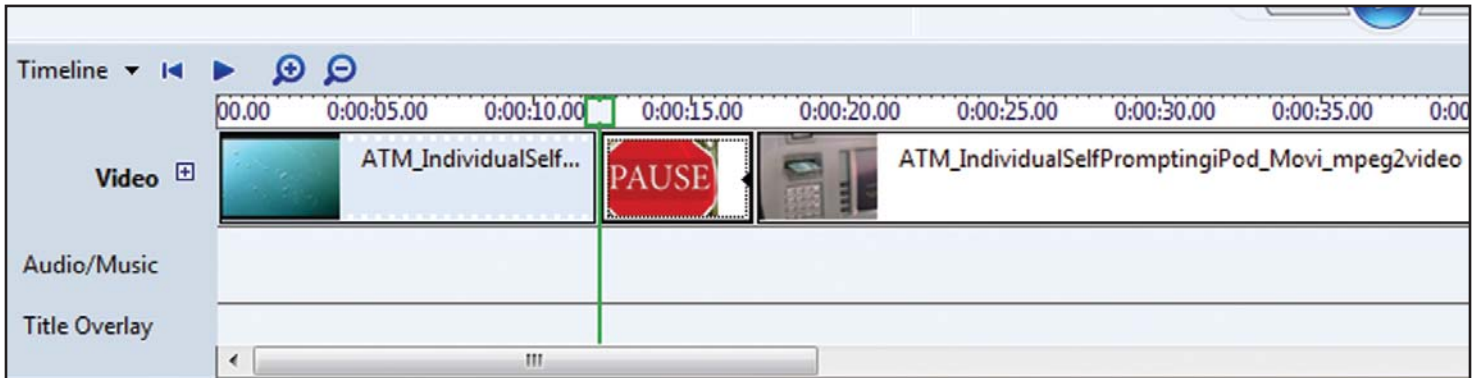 Timeline
00.00 0:00:05.00 0:00:10.00 0:00:15.00 0:00:20.00 0:00:25.00 0:00:30.00 0:00:35.00 0:00
Video ATM_IndividualSelf... PAUSE ATM_IndividualSelfPromptingiPod_Movi_mpeg2video
Audio/Music
Title Overlay